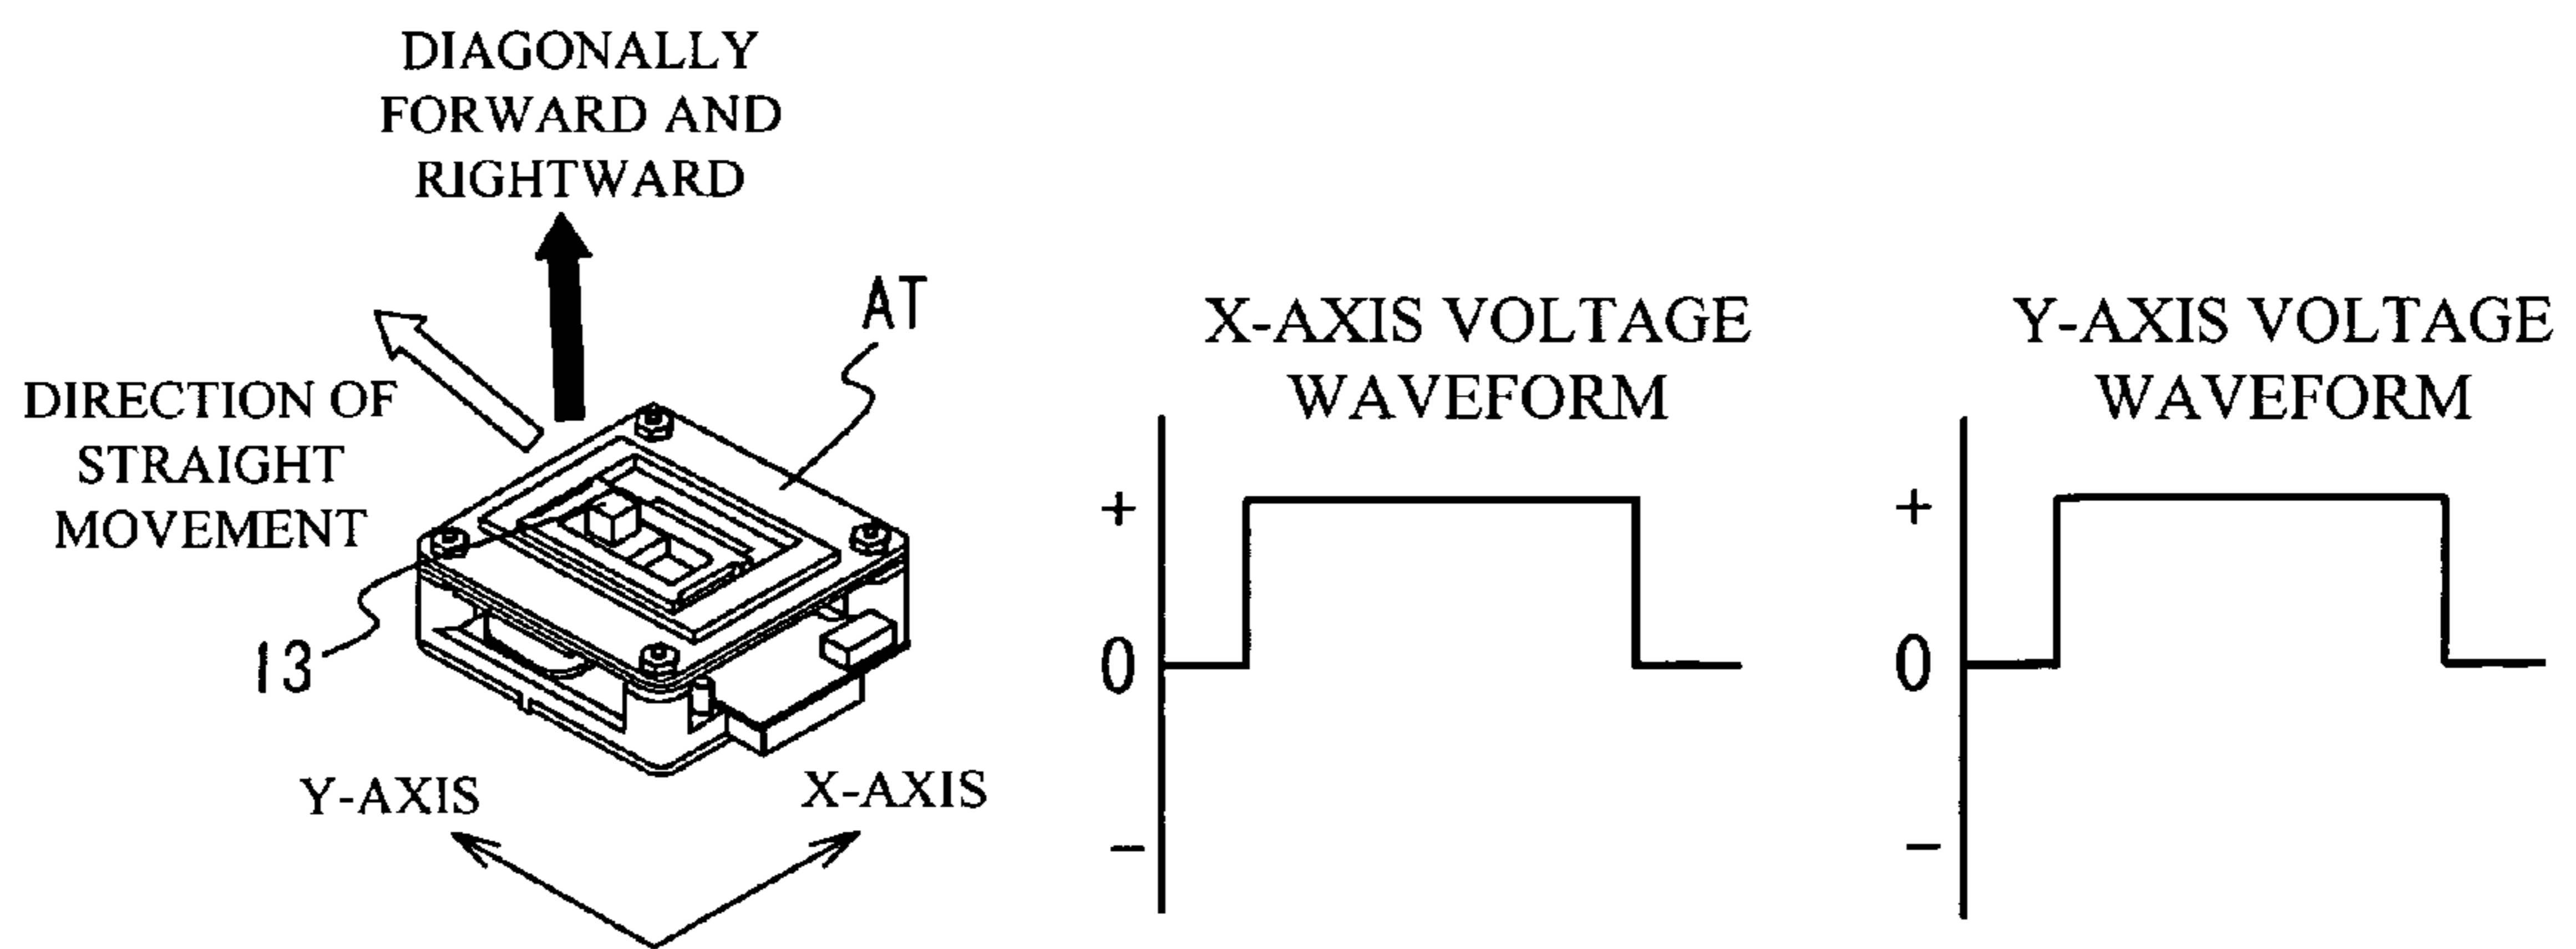 DIAGONALLY
FORWARD AND
RIGHTWARD
AT
DIRECTION OF
STRAIGHT
MOVEMENT
13
Y-AXIS
X-AXIS
X-AXIS VOLTAGE
WAVEFORM
+
0
−
Y-AXIS VOLTAGE
WAVEFORM
+
0
−